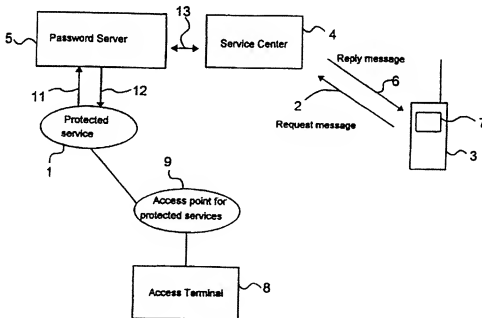 13
5
Password Server
Service Center
4
Reply message
6
11
12
2
Request message
7
3
Protected
service
1
9
Access point for
protected services
Access Terminal
8